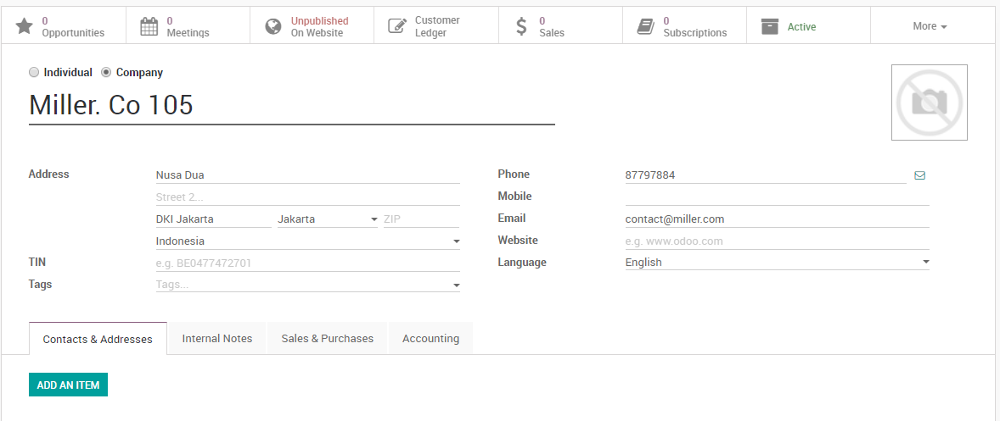 0
Opportunities
0
Meetings
Unpublished
On Website
Customer
Ledger
0
Sales
0
Subscriptions
Active
More
Individual Company
Miller. Co 105
Address Nusa Dua
Street 2...
DKI Jakarta Jakarta ZIP
Indonesia
TIN e.g. BE0477472701
Tags Tags...
Phone 87797884
Mobile
Email contact@miller.com
Website e.g. www.odoo.com
Language English
Contacts & Addresses Internal Notes Sales & Purchases Accounting
ADD AN ITEM